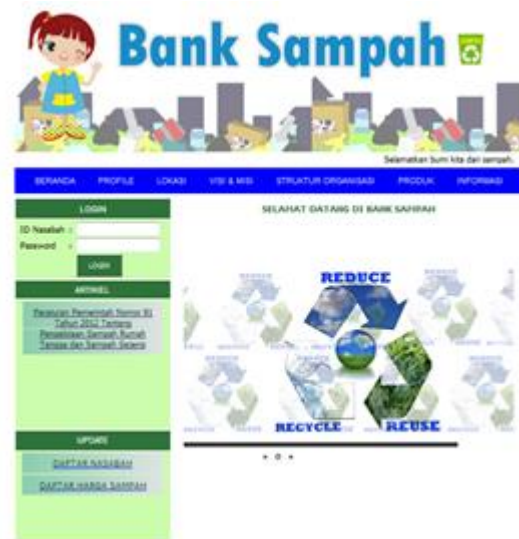 Bank Sampah
Selamatkan bumi kita dari sampah.
BERANDA PROFILE LOKASI VISI & MISI STRUKTUR ORGANISASI PRODUK INFORMASI
LOGIN
ID Nasabah :
Password :
LOGIN
ARTIKEL
Peraturan Pemerintah Nomor 81
Tahun 2012 Tentang
Pengelolaan Sampah Rumah
Tangga dan Sampah Sejenis
UPDATE
DAFTAR NASABAH
DAFTAR HARGA SAMPAH
SELAMAT DATANG DI BANK SAMPAH
REDUCE
RECYCLE
REUSE